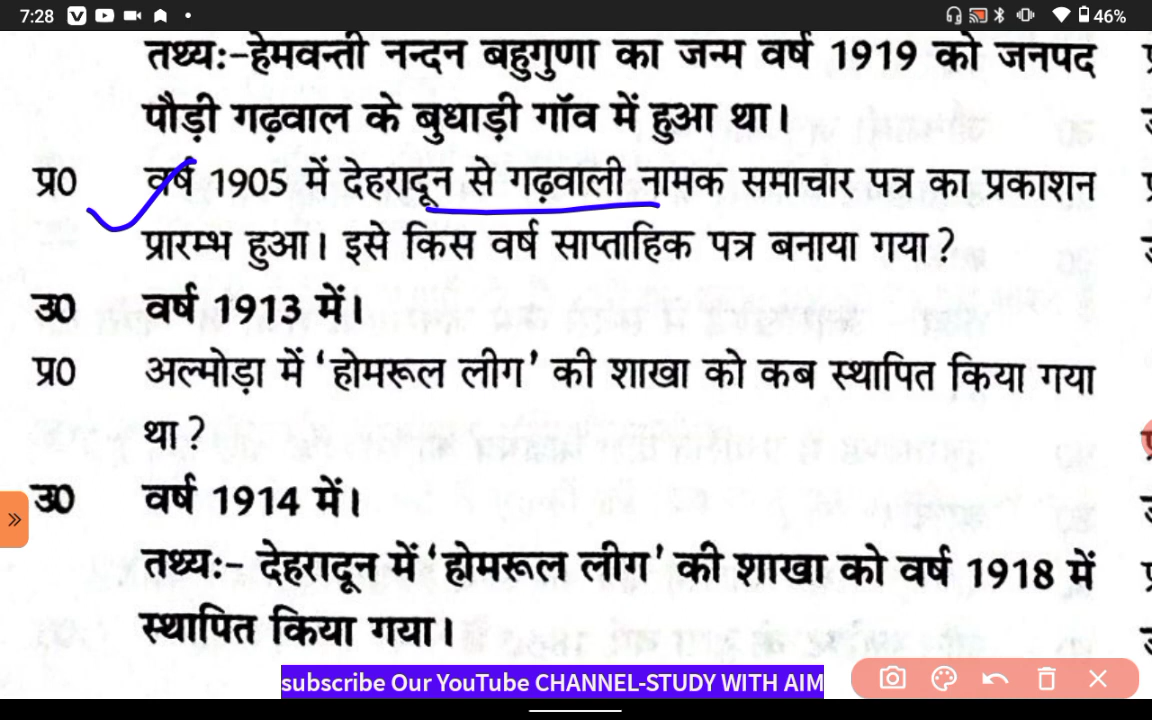 7:28
46%
तथ्यः-हेमवन्ती नन्दन बहुगुणा का जन्म वर्ष 1919 को जनपद
पौड़ी गढ़वाल के बुधाड़ी गॉव में हुआ था।
प्र0 वर्ष 1905 में देहरादून से गढ़वाली नामक समाचार पत्र का प्रकाशन
प्रारम्भ हुआ। इसे किस वर्ष साप्ताहिक पत्र बनाया गया?
उ0 वर्ष 1913 में।
प्र0 अल्मोड़ा में ‘होमरूल लीग’ की शाखा को कब स्थापित किया गया
था?
उ0 वर्ष 1914 में।
तथ्यः- देहरादून में ‘होमरूल लीग’ की शाखा को वर्ष 1918 में
स्थापित किया गया।
subscribe Our YouTube CHANNEL-STUDY WITH AIM